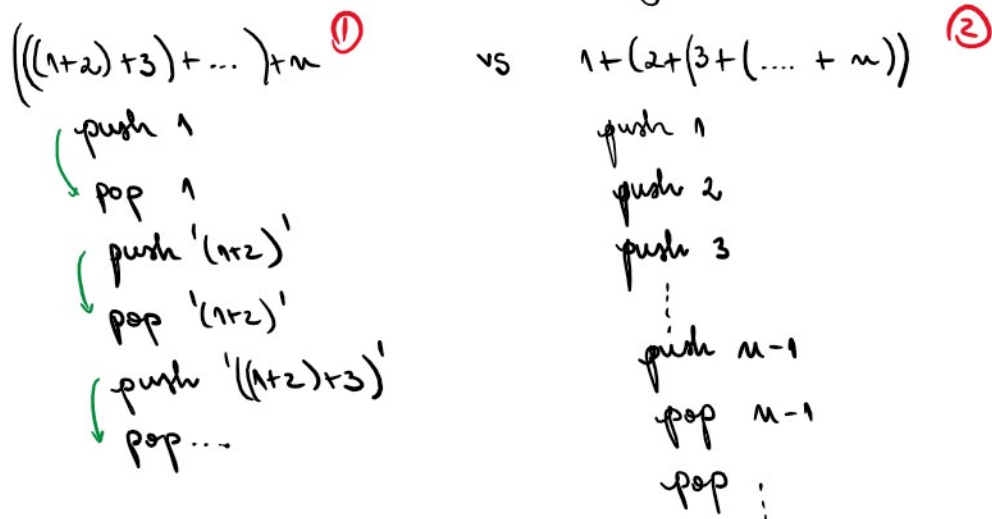 (((1+2)+3)+...)+n ①
vs
1+(2+(3+(.... + n))) ②
push 1
pop 1
push '(1+2)'
pop '(1+2)'
push '((1+2)+3)'
pop ...
push 1
push 2
push 3
push n-1
pop n-1
pop